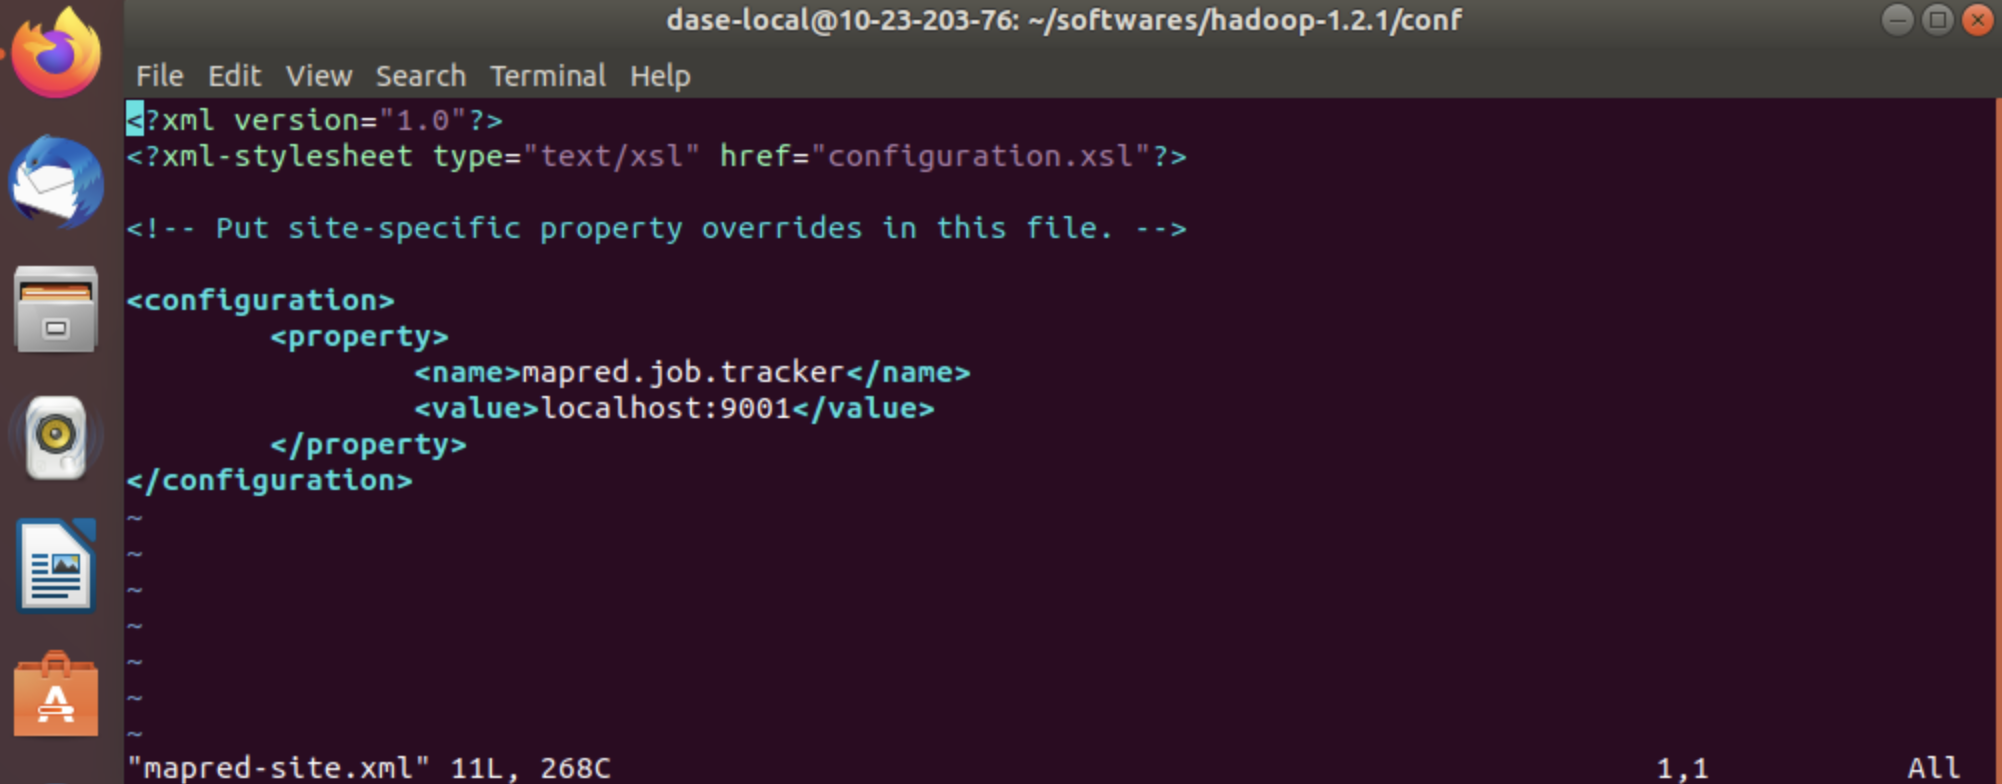 dase-local@10-23-203-76: ~/softwares/hadoop-1.2.1/conf
File Edit View Search Terminal Help
<?xml version="1.0"?>
<?xml-stylesheet type="text/xsl" href="configuration.xsl"?>
<!-- Put site-specific property overrides in this file. -->
<configuration>
<property>
<name>mapred.job.tracker</name>
<value>localhost:9001</value>
</property>
</configuration>
~
~
~
~
~
~
~
"mapred-site.xml" 11L, 268C 1,1 All